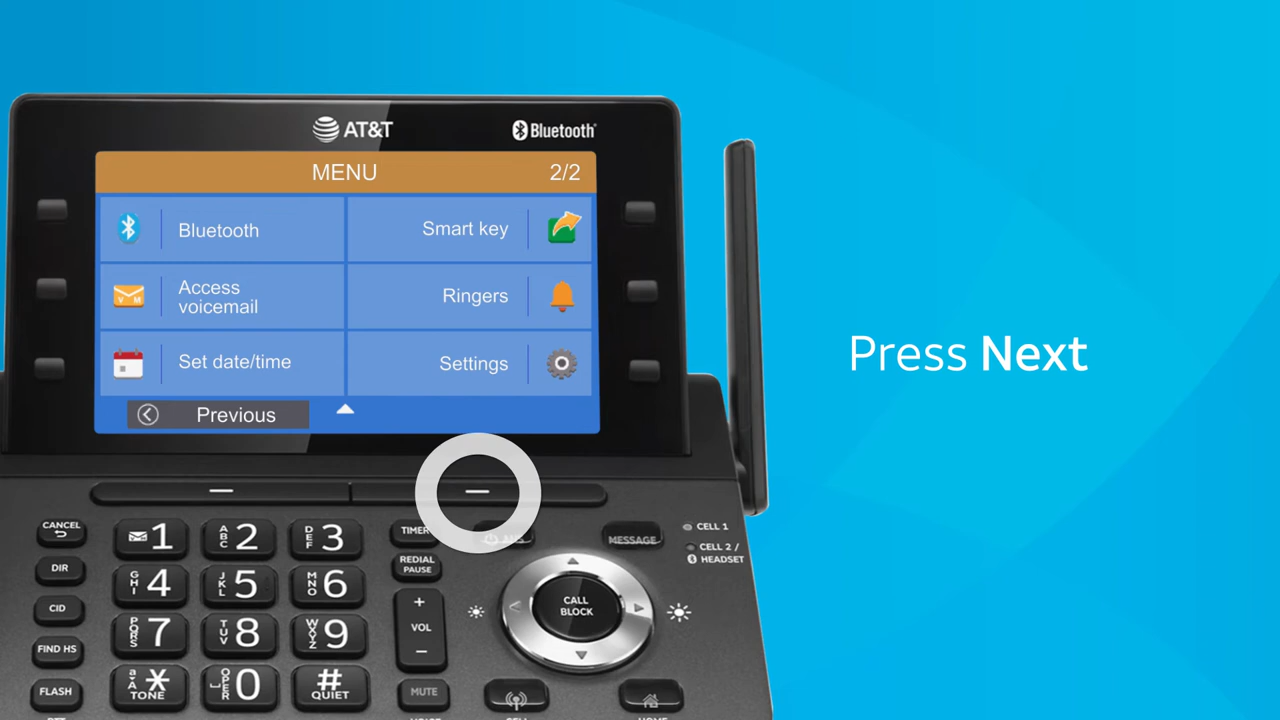 AT&T
Bluetooth
MENU 2/2
Bluetooth
Smart key
Access
voicemail
Ringers
Set date/time
Settings
Previous
Press Next
CANCEL
DIR
CID
FIND HS
FLASH
1
ABC 2
DEF 3
GHI 4
JKL 5
MNO 6
PQRS 7
TUV 8
WXYZ 9
TONE
OPER 0
#
QUIET
TIMER
REDIAL
PAUSE
+
VOL
−
MUTE
MESSAGE
CELL 1
CELL 2 /
HEADSET
CALL
BLOCK